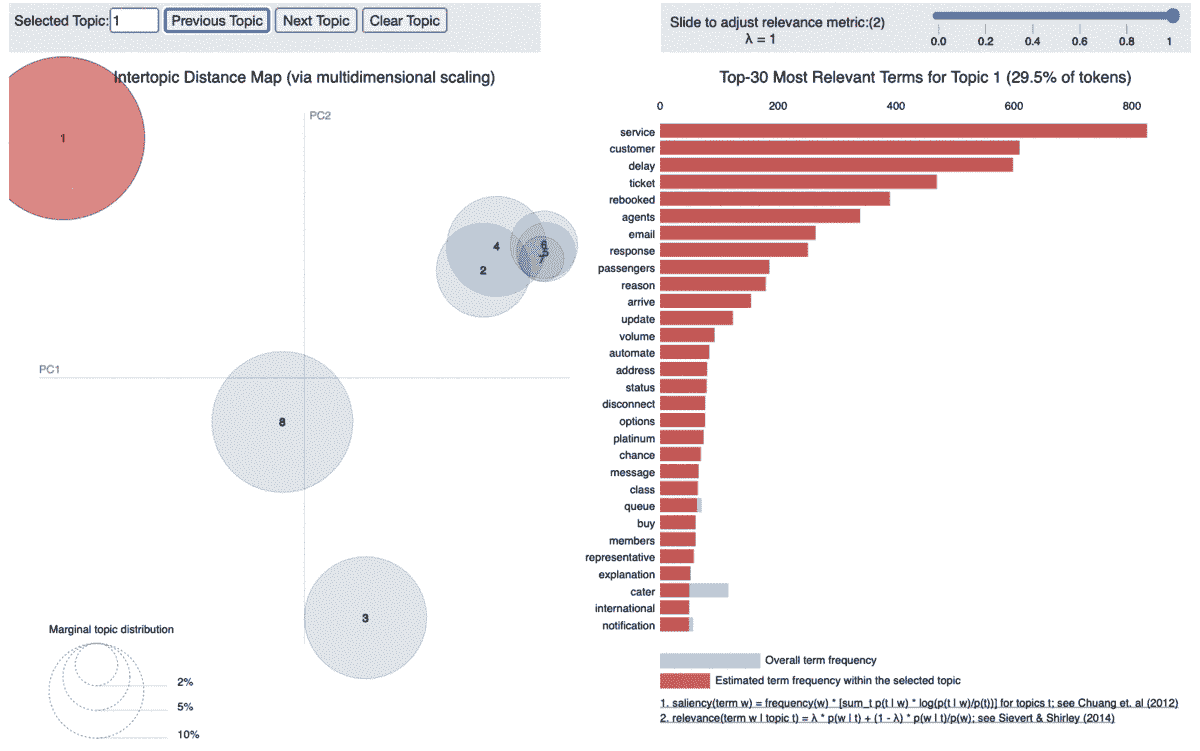 Selected Topic: 1 Previous Topic Next Topic Clear Topic
Slide to adjust relevance metric:(2)
λ = 1
0.0 0.2 0.4 0.6 0.8 1
Intertopic Distance Map (via multidimensional scaling)
PC2
PC1
1
4
2
6
5
7
8
3
Marginal topic distribution
2%
5%
10%
Top-30 Most Relevant Terms for Topic 1 (29.5% of tokens)
0 200 400 600 800
service
customer
delay
ticket
rebooked
agents
email
response
passengers
reason
arrive
update
volume
automate
address
status
disconnect
options
platinum
chance
message
class
queue
buy
members
representative
explanation
cater
international
notification
Overall term frequency
Estimated term frequency within the selected topic
1. saliency(term w) = frequency(w) * [sum_t p(t | w) * log(p(t | w)/p(t))] for topics t; see Chuang et. al (2012)
2. relevance(term w | topic t) = λ * p(w | t) + (1 - λ) * p(w | t)/p(w); see Sievert & Shirley (2014)